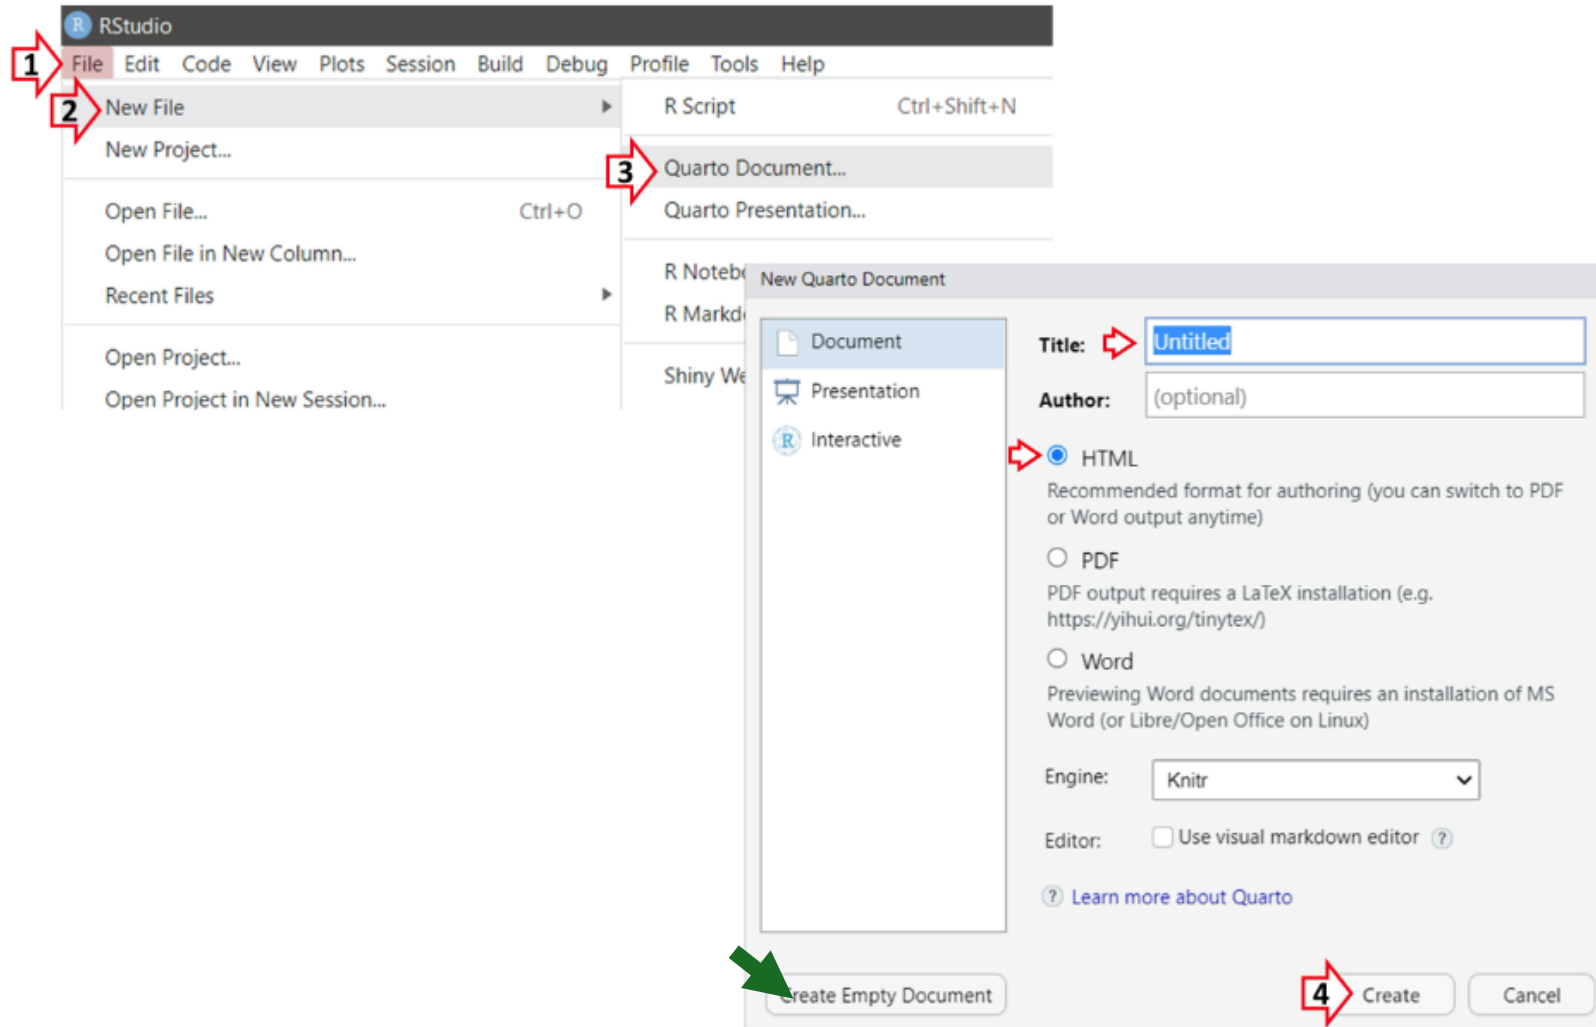 R RStudio
1 File Edit Code View Plots Session Build Debug Profile Tools Help
2 New File
New Project...
Open File... Ctrl+O
Open File in New Column...
Recent Files
Open Project...
Open Project in New Session...
R Script Ctrl+Shift+N
3 Quarto Document...
Quarto Presentation...
R Noteb
R Markd
Shiny We
New Quarto Document
Document
Presentation
R Interactive
Title: Untitled
Author: (optional)
HTML
Recommended format for authoring (you can switch to PDF
or Word output anytime)
PDF
PDF output requires a LaTeX installation (e.g.
https://yihui.org/tinytex/)
Word
Previewing Word documents requires an installation of MS
Word (or Libre/Open Office on Linux)
Engine: Knitr
Editor: Use visual markdown editor ?
? Learn more about Quarto
Create Empty Document
4 Create Cancel